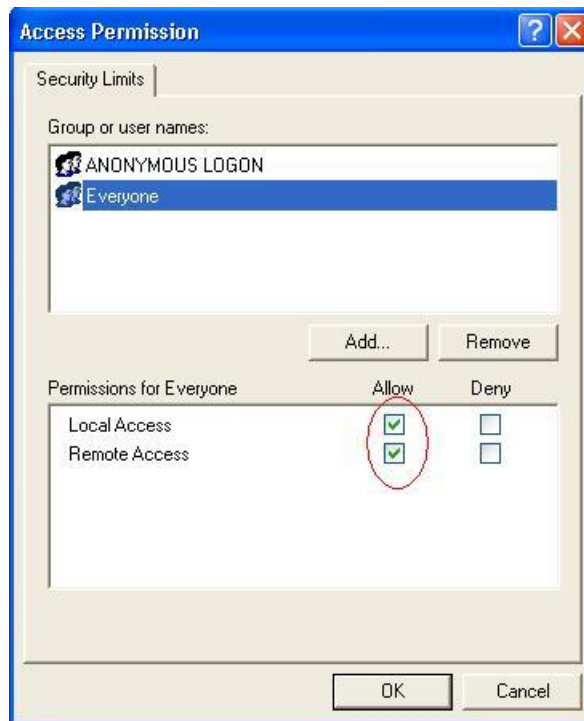 Access Permission
Security Limits
Group or user names:
ANONYMOUS LOGON
Everyone
Add... Remove
Permissions for Everyone Allow Deny
Local Access
Remote Access
OK Cancel